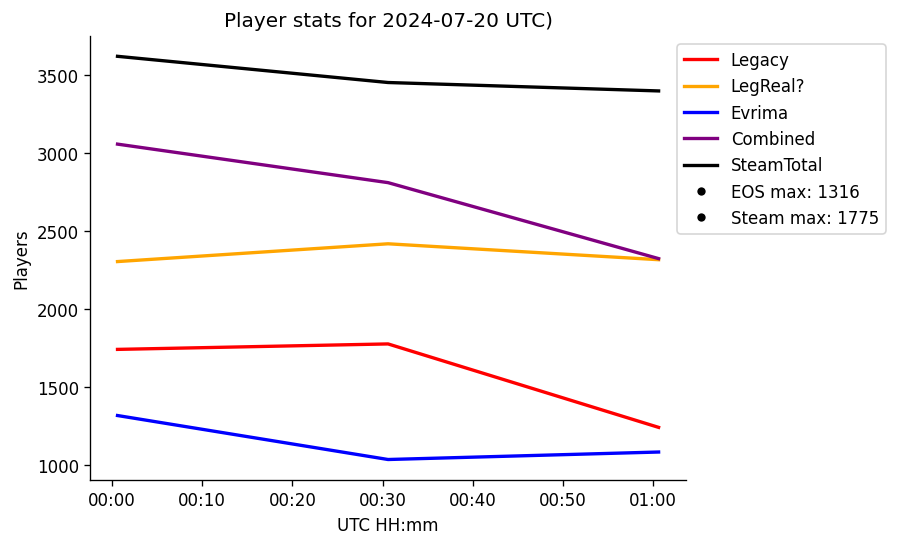 Player stats for 2024-07-20 UTC)
Legacy
LegReal?
Evrima
Combined
SteamTotal
EOS max: 1316
Steam max: 1775
Players
3500
3000
2500
2000
1500
1000
00:00 00:10 00:20 00:30 00:40 00:50 01:00
UTC HH:mm